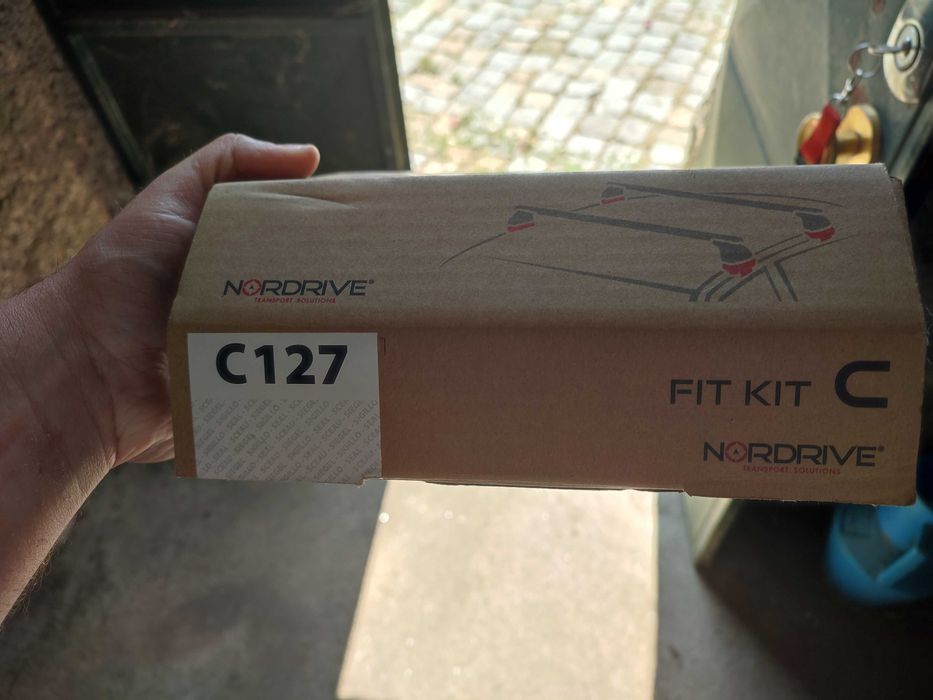 NORDRIVE®
TRANSPORT SOLUTIONS
C127
FIT KIT C
NORDRIVE®
TRANSPORT SOLUTIONS